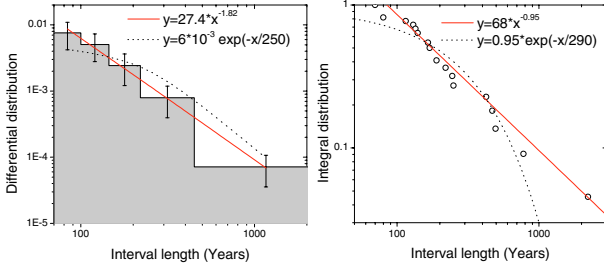 y=27.4*x^-1.82
y=6*10^-3 exp(-x/250)
0.01
1E-3
1E-4
1E-5
100
1000
Differential distribution
Interval length (Years)
y=68*x^-0.95
y=0.95*exp(-x/290)
1
0.1
100
1000
Integral distribution
Interval length (Years)